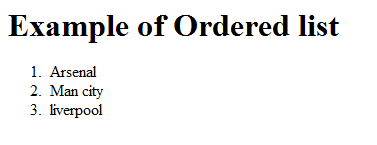 Example of Ordered list
1. Arsenal
2. Man city
3. liverpool